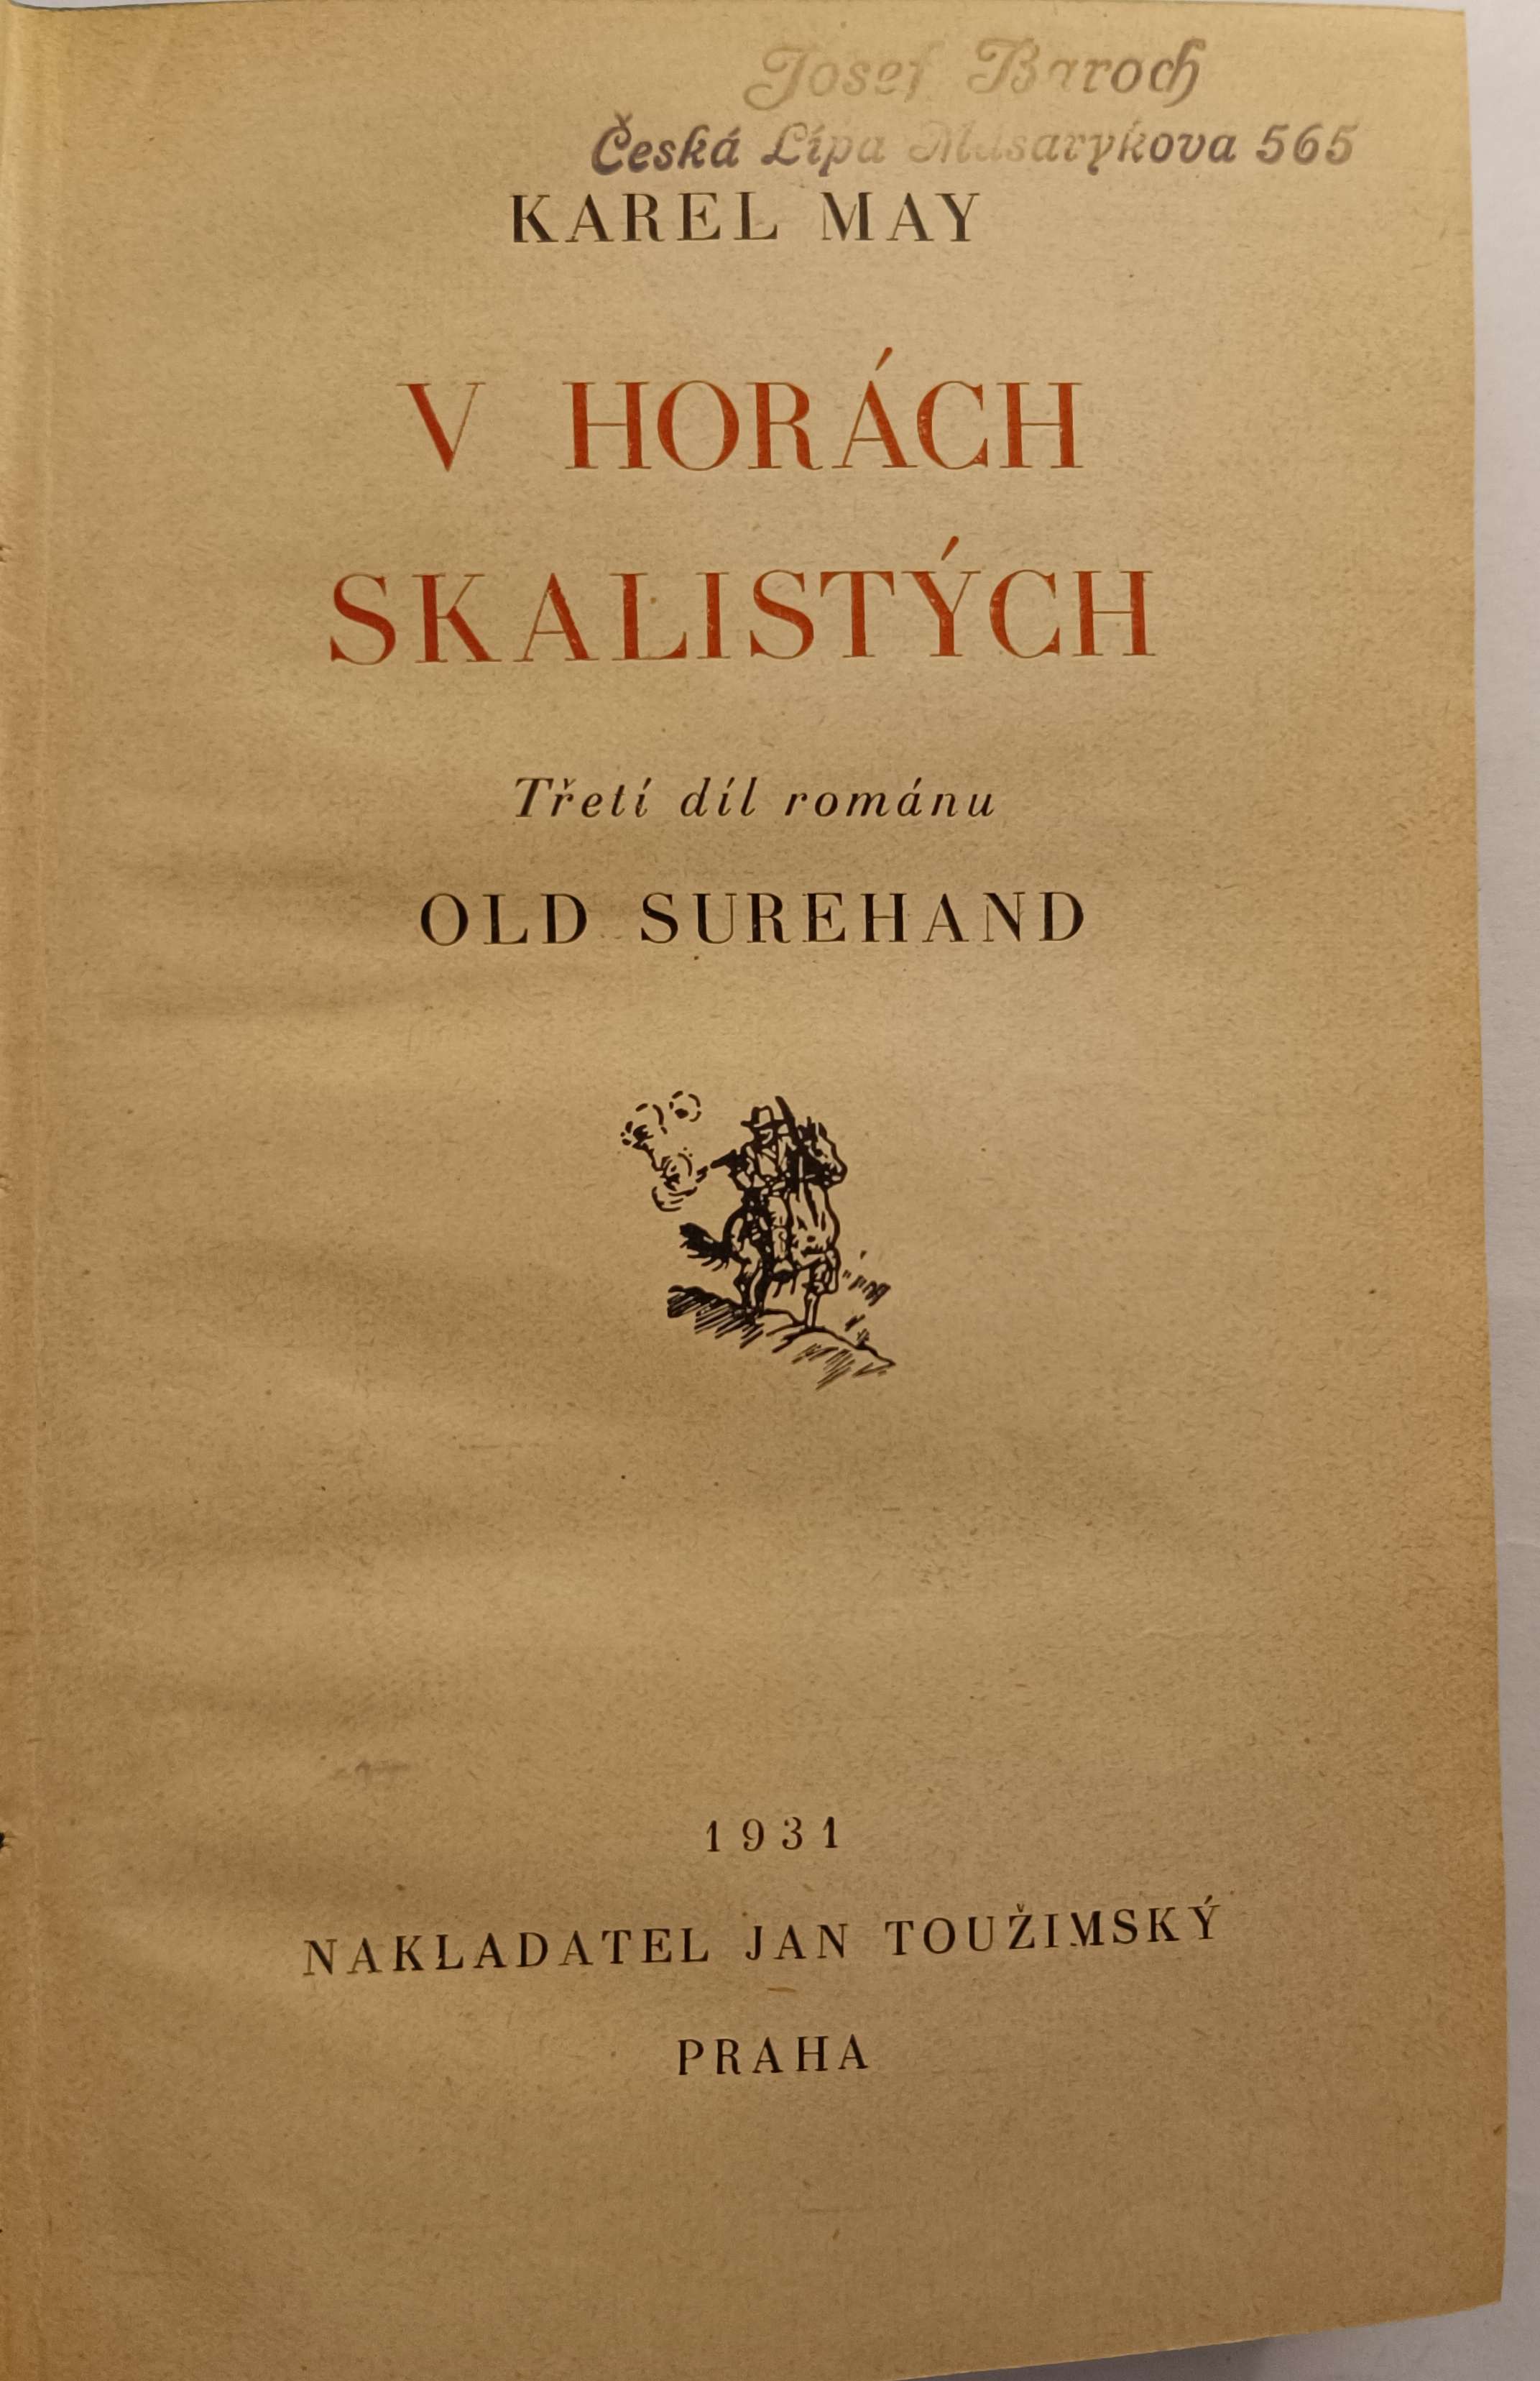 Josef Baroch
Česká Lípa Masarykova 565
KAREL MAY
V HORÁCH
SKALISTÝCH
Třetí díl románu
OLD SUREHAND
1931
NAKLADATEL JAN TOUŽIMSKÝ
PRAHA